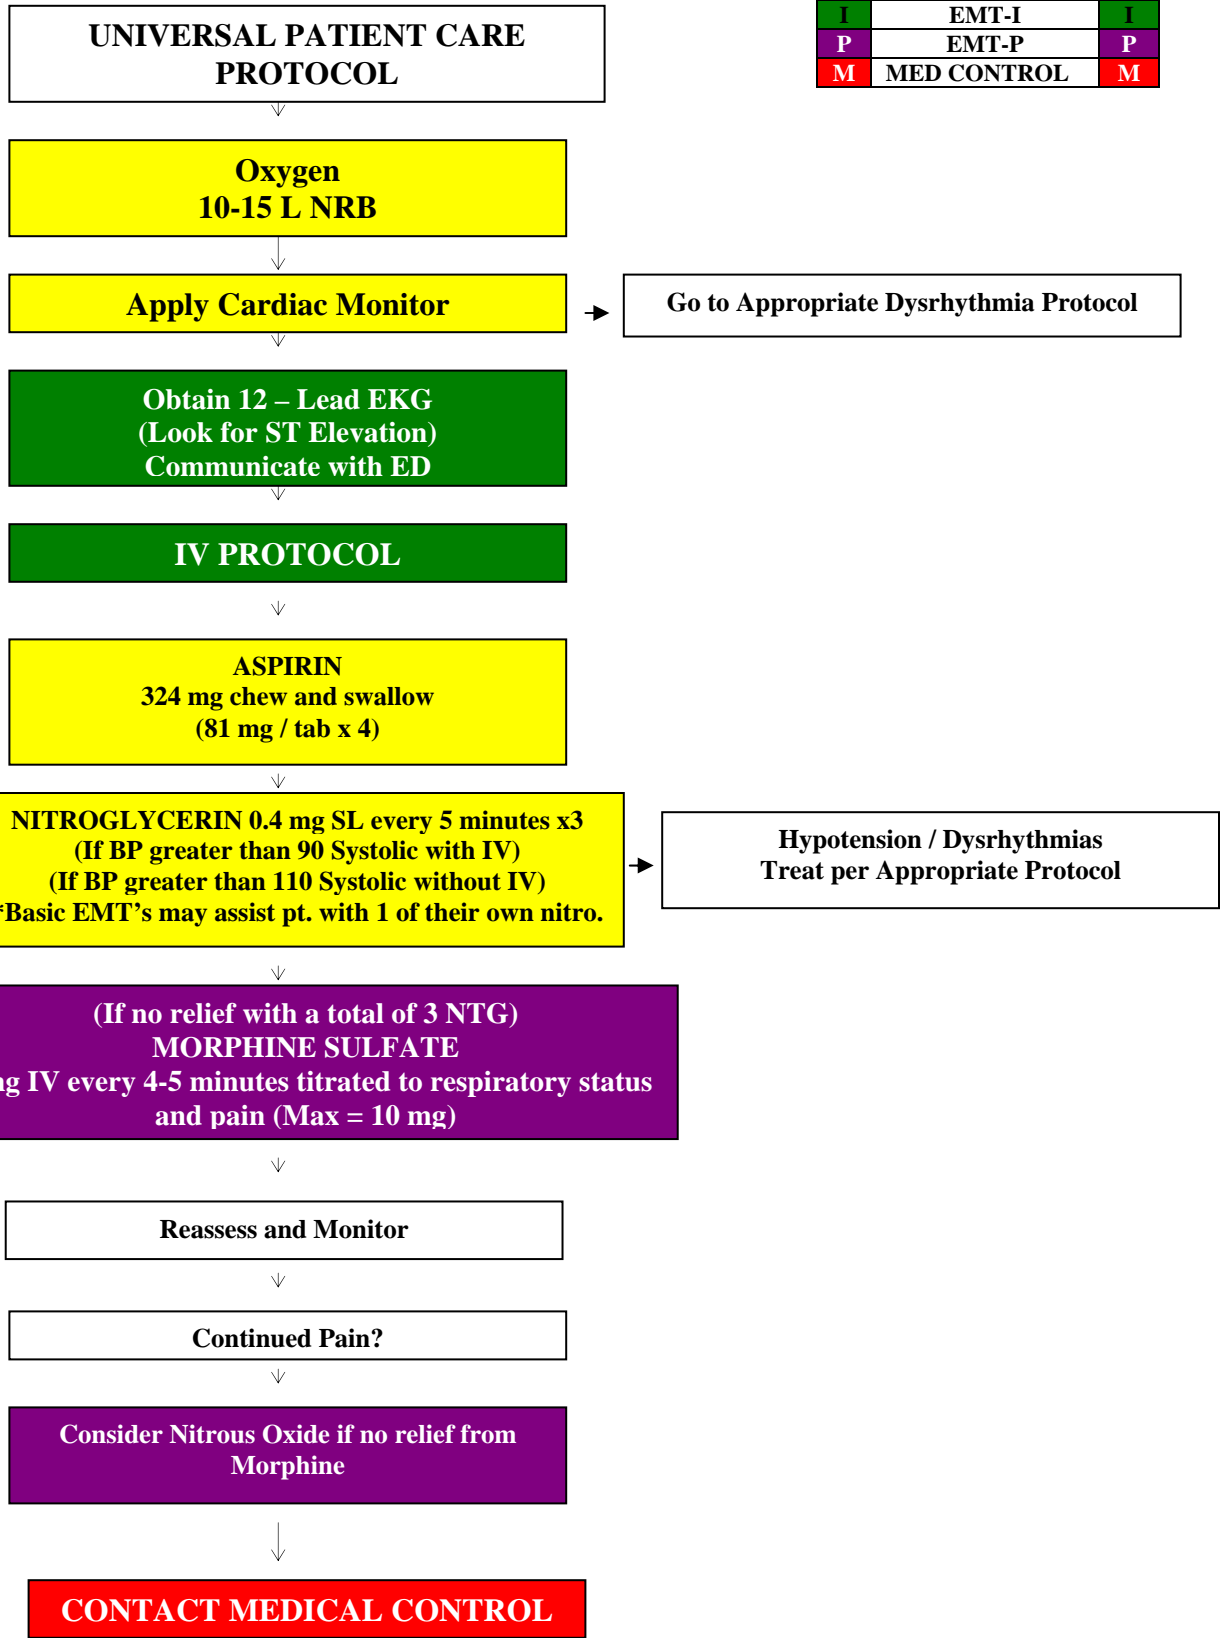 UNIVERSAL PATIENT CARE
PROTOCOL
I EMT-I I
P EMT-P P
M MED CONTROL M
Oxygen
10-15 L NRB
Apply Cardiac Monitor
Go to Appropriate Dysrhythmia Protocol
Obtain 12 – Lead EKG
(Look for ST Elevation)
Communicate with ED
IV PROTOCOL
ASPIRIN
324 mg chew and swallow
(81 mg / tab x 4)
NITROGLYCERIN 0.4 mg SL every 5 minutes x3
(If BP greater than 90 Systolic with IV)
(If BP greater than 110 Systolic without IV)
*Basic EMT’s may assist pt. with 1 of their own nitro.
Hypotension / Dysrhythmias
Treat per Appropriate Protocol
(If no relief with a total of 3 NTG)
MORPHINE SULFATE
IV every 4-5 minutes titrated to respiratory status
and pain (Max = 10 mg)
Reassess and Monitor
Continued Pain?
Consider Nitrous Oxide if no relief from
Morphine
CONTACT MEDICAL CONTROL